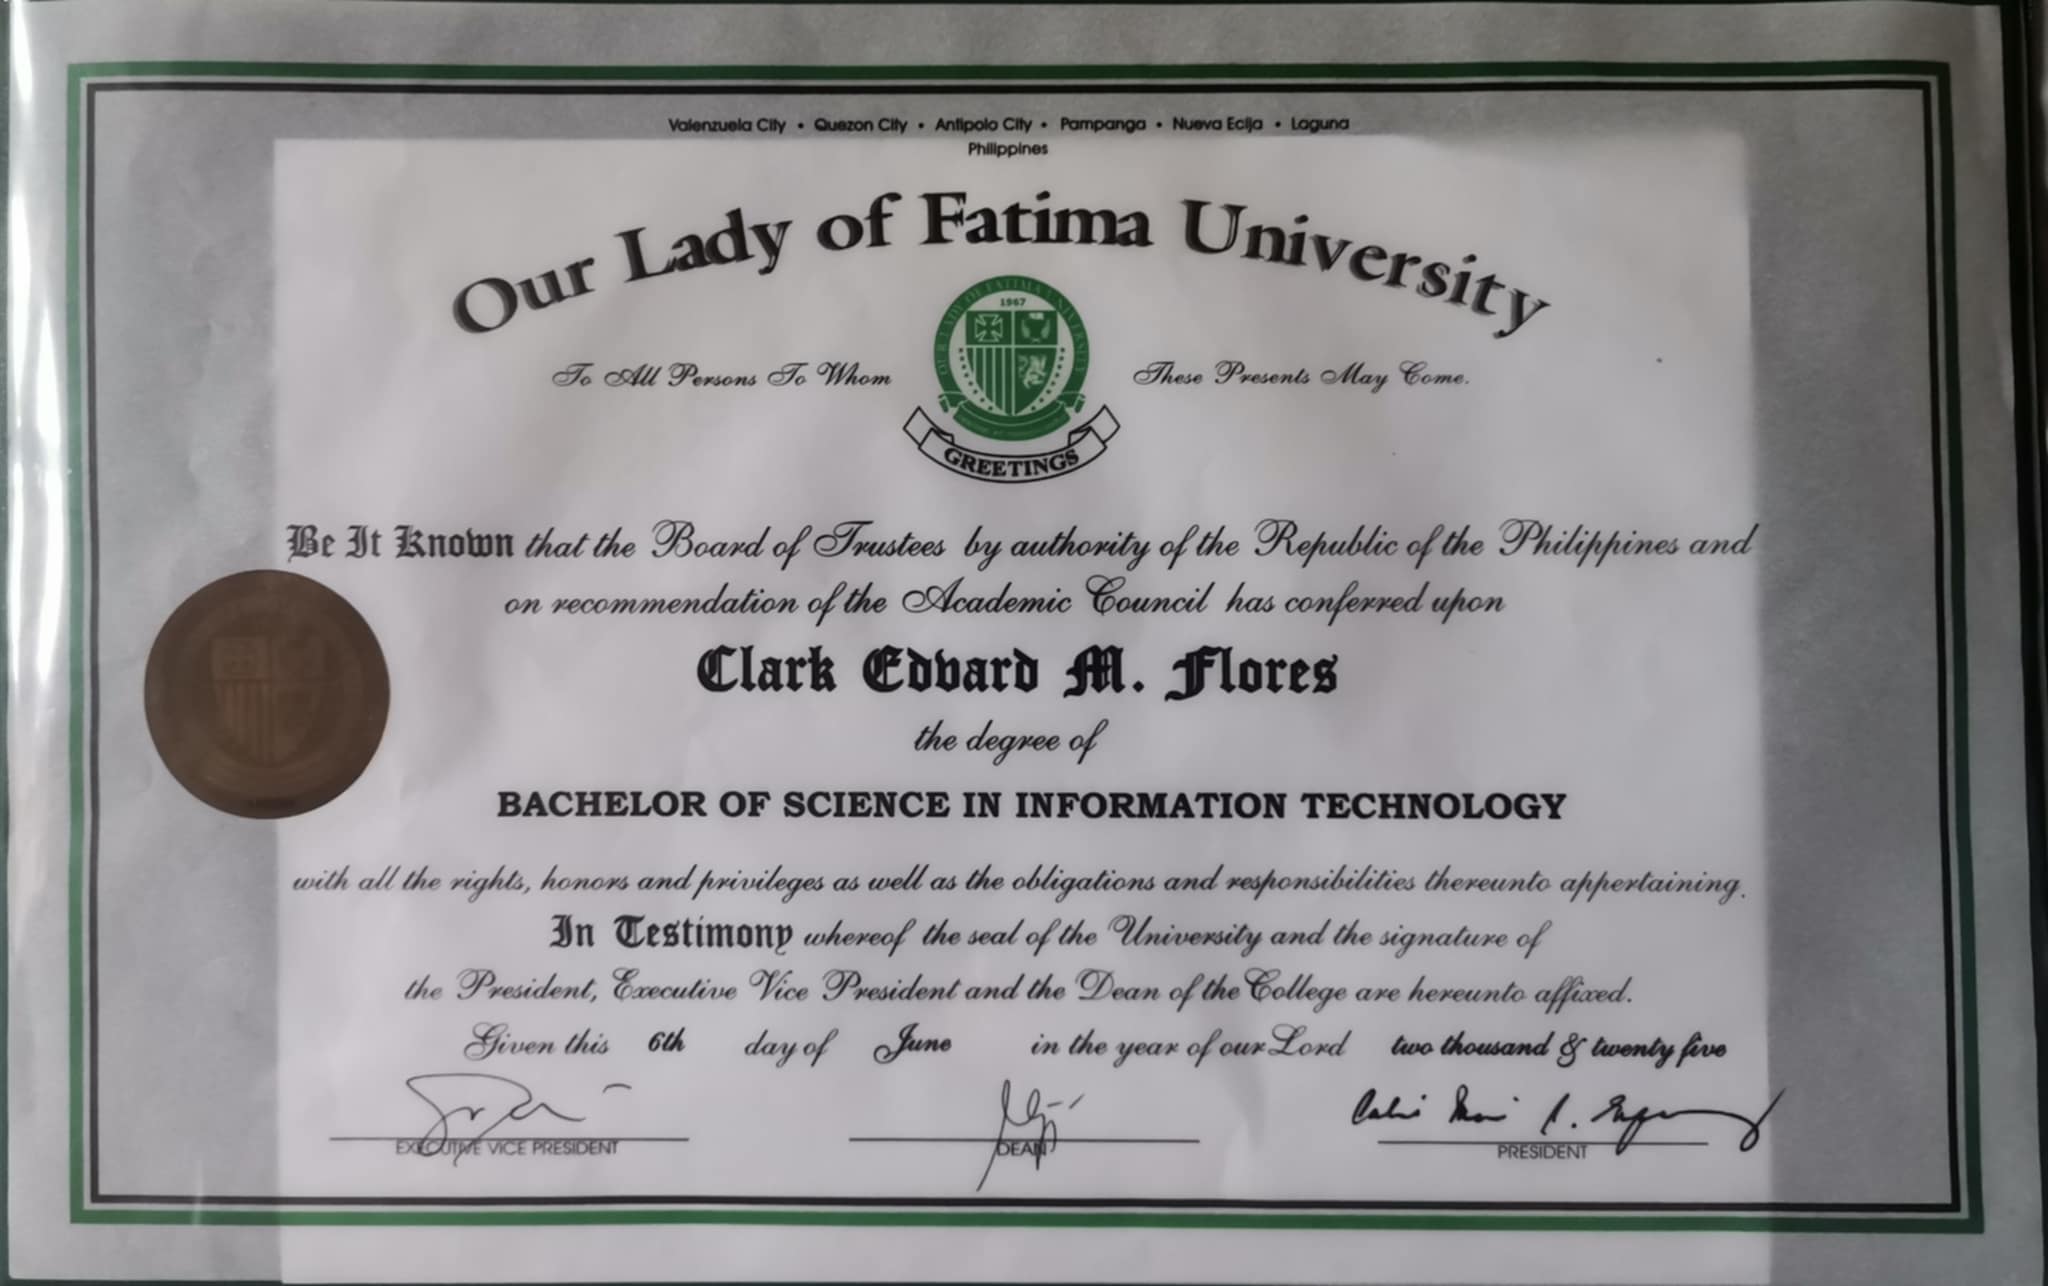 Valenzuela City • Quezon City • Antipolo City • Pampanga • Nueva Ecija • Laguna
Philippines
Our Lady of Fatima University
OUR LADY OF FATIMA UNIVERSITY
1967
To All Persons To Whom These Presents May Come.
GREETINGS
Be It Known that the Board of Trustees by authority of the Republic of the Philippines and
on recommendation of the Academic Council has conferred upon
Clark Edvard M. Flores
the degree of
BACHELOR OF SCIENCE IN INFORMATION TECHNOLOGY
with all the rights, honors and privileges as well as the obligations and responsibilities thereunto appertaining.
In Testimony whereof the seal of the University and the signature of
the President, Executive Vice President and the Dean of the College are hereunto affixed.
Given this 6th day of June in the year of our Lord two thousand & twenty five
EXECUTIVE VICE PRESIDENT
DEAN
PRESIDENT